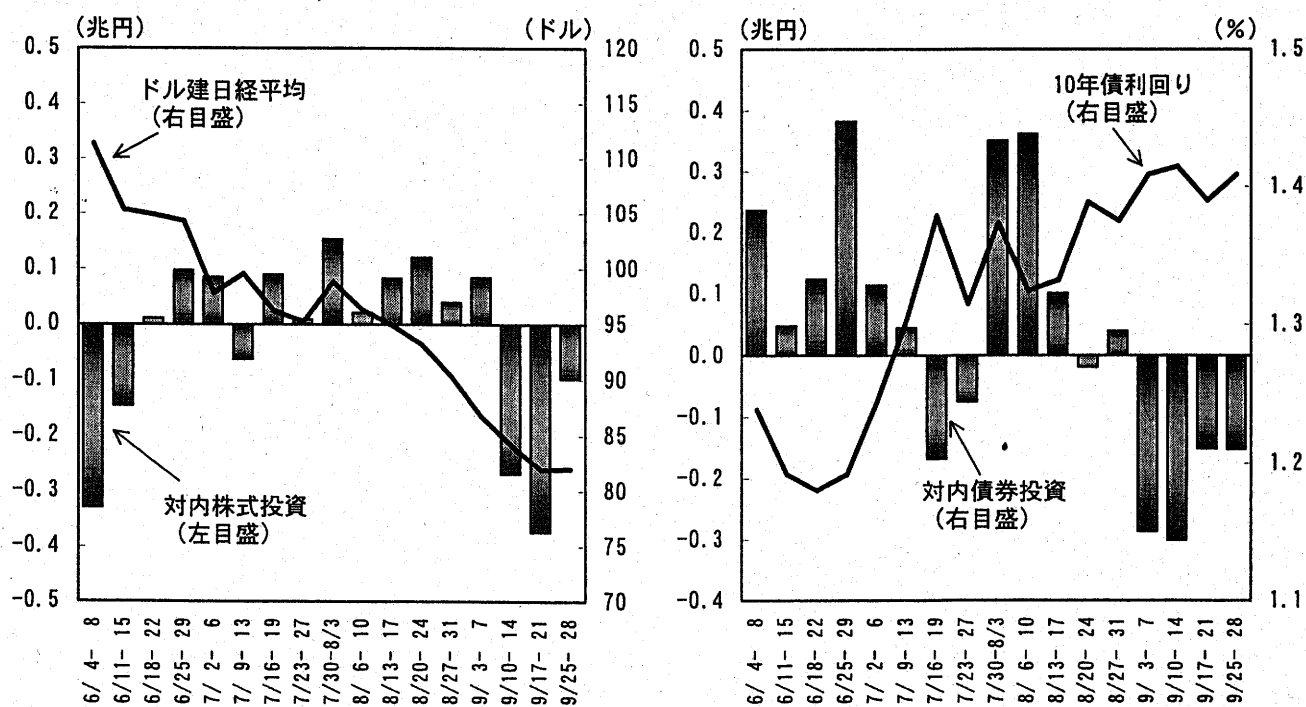 (兆円)
(ドル)
0.5
0.4
0.3
0.2
0.1
0.0
-0.1
-0.2
-0.3
-0.4
-0.5
120
115
110
105
100
95
90
85
80
75
70
ドル建日経平均
(右目盛)
対内株式投資
(左目盛)
6/ 4- 8
6/11- 15
6/18- 22
6/25- 29
7/ 2- 6
7/ 9- 13
7/16- 19
7/23- 27
7/30-8/3
8/ 6- 10
8/13- 17
8/20- 24
8/27- 31
9/ 3- 7
9/10- 14
9/17- 21
9/25- 28
(兆円)
(%)
0.5
0.4
0.3
0.2
0.1
0.0
-0.1
-0.2
-0.3
-0.4
1.5
1.4
1.3
1.2
1.1
10年債利回り
(右目盛)
対内債券投資
(右目盛)
6/ 4- 8
6/11- 15
6/18- 22
6/25- 29
7/ 2- 6
7/ 9- 13
7/16- 19
7/23- 27
7/30-8/3
8/ 6- 10
8/13- 17
8/20- 24
8/27- 31
9/ 3- 7
9/10- 14
9/17- 21
9/25- 28